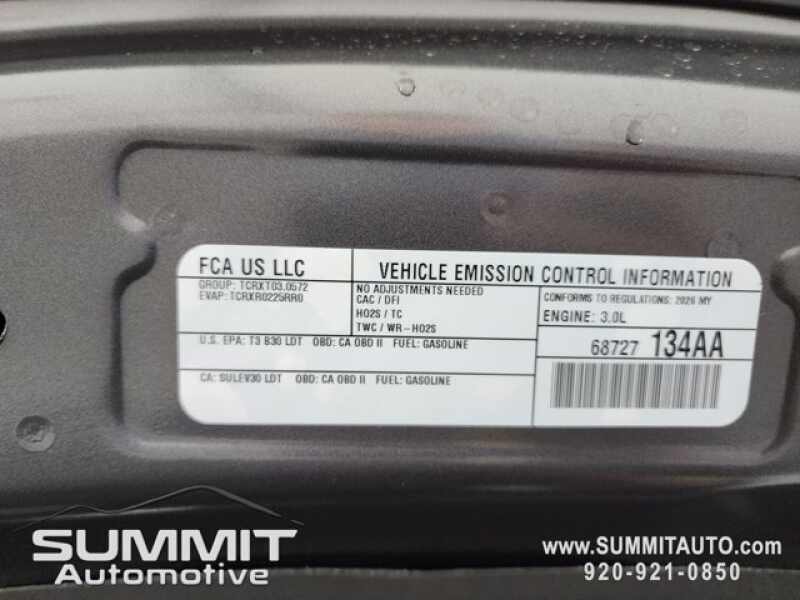 FCA US LLC
VEHICLE EMISSION CONTROL INFORMATION
GROUP: TCRXT03.0572
EVAP: TCRXR0225RR0
NO ADJUSTMENTS NEEDED
CAC / DFI
HO2S / TC
TWC / WR-HO2S
CONFORMS TO REGULATIONS: 2026 MY
ENGINE: 3.0L
U.S. EPA: T3 B30 LDT OBD: CA OBD II FUEL: GASOLINE
68727 134AA
CA: SULEV30 LDT OBD: CA OBD II FUEL: GASOLINE
SUMMIT
Automotive
WWW.SUMMITAUTO.COM
920-921-0850